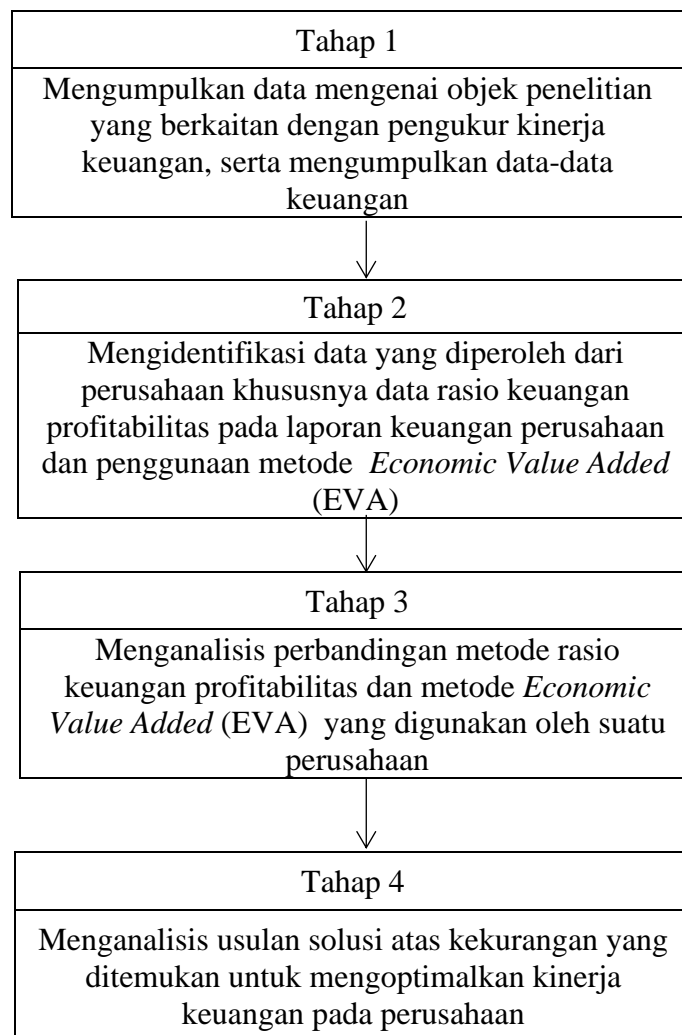 Tahap 1
Mengumpulkan data mengenai objek penelitian
yang berkaitan dengan pengukur kinerja
keuangan, serta mengumpulkan data-data
keuangan
Tahap 2
Mengidentifikasi data yang diperoleh dari
perusahaan khususnya data rasio keuangan
profitabilitas pada laporan keuangan perusahaan
dan penggunaan metode Economic Value Added
(EVA)
Tahap 3
Menganalisis perbandingan metode rasio
keuangan profitabilitas dan metode Economic
Value Added (EVA) yang digunakan oleh suatu
perusahaan
Tahap 4
Menganalisis usulan solusi atas kekurangan yang
ditemukan untuk mengoptimalkan kinerja
keuangan pada perusahaan